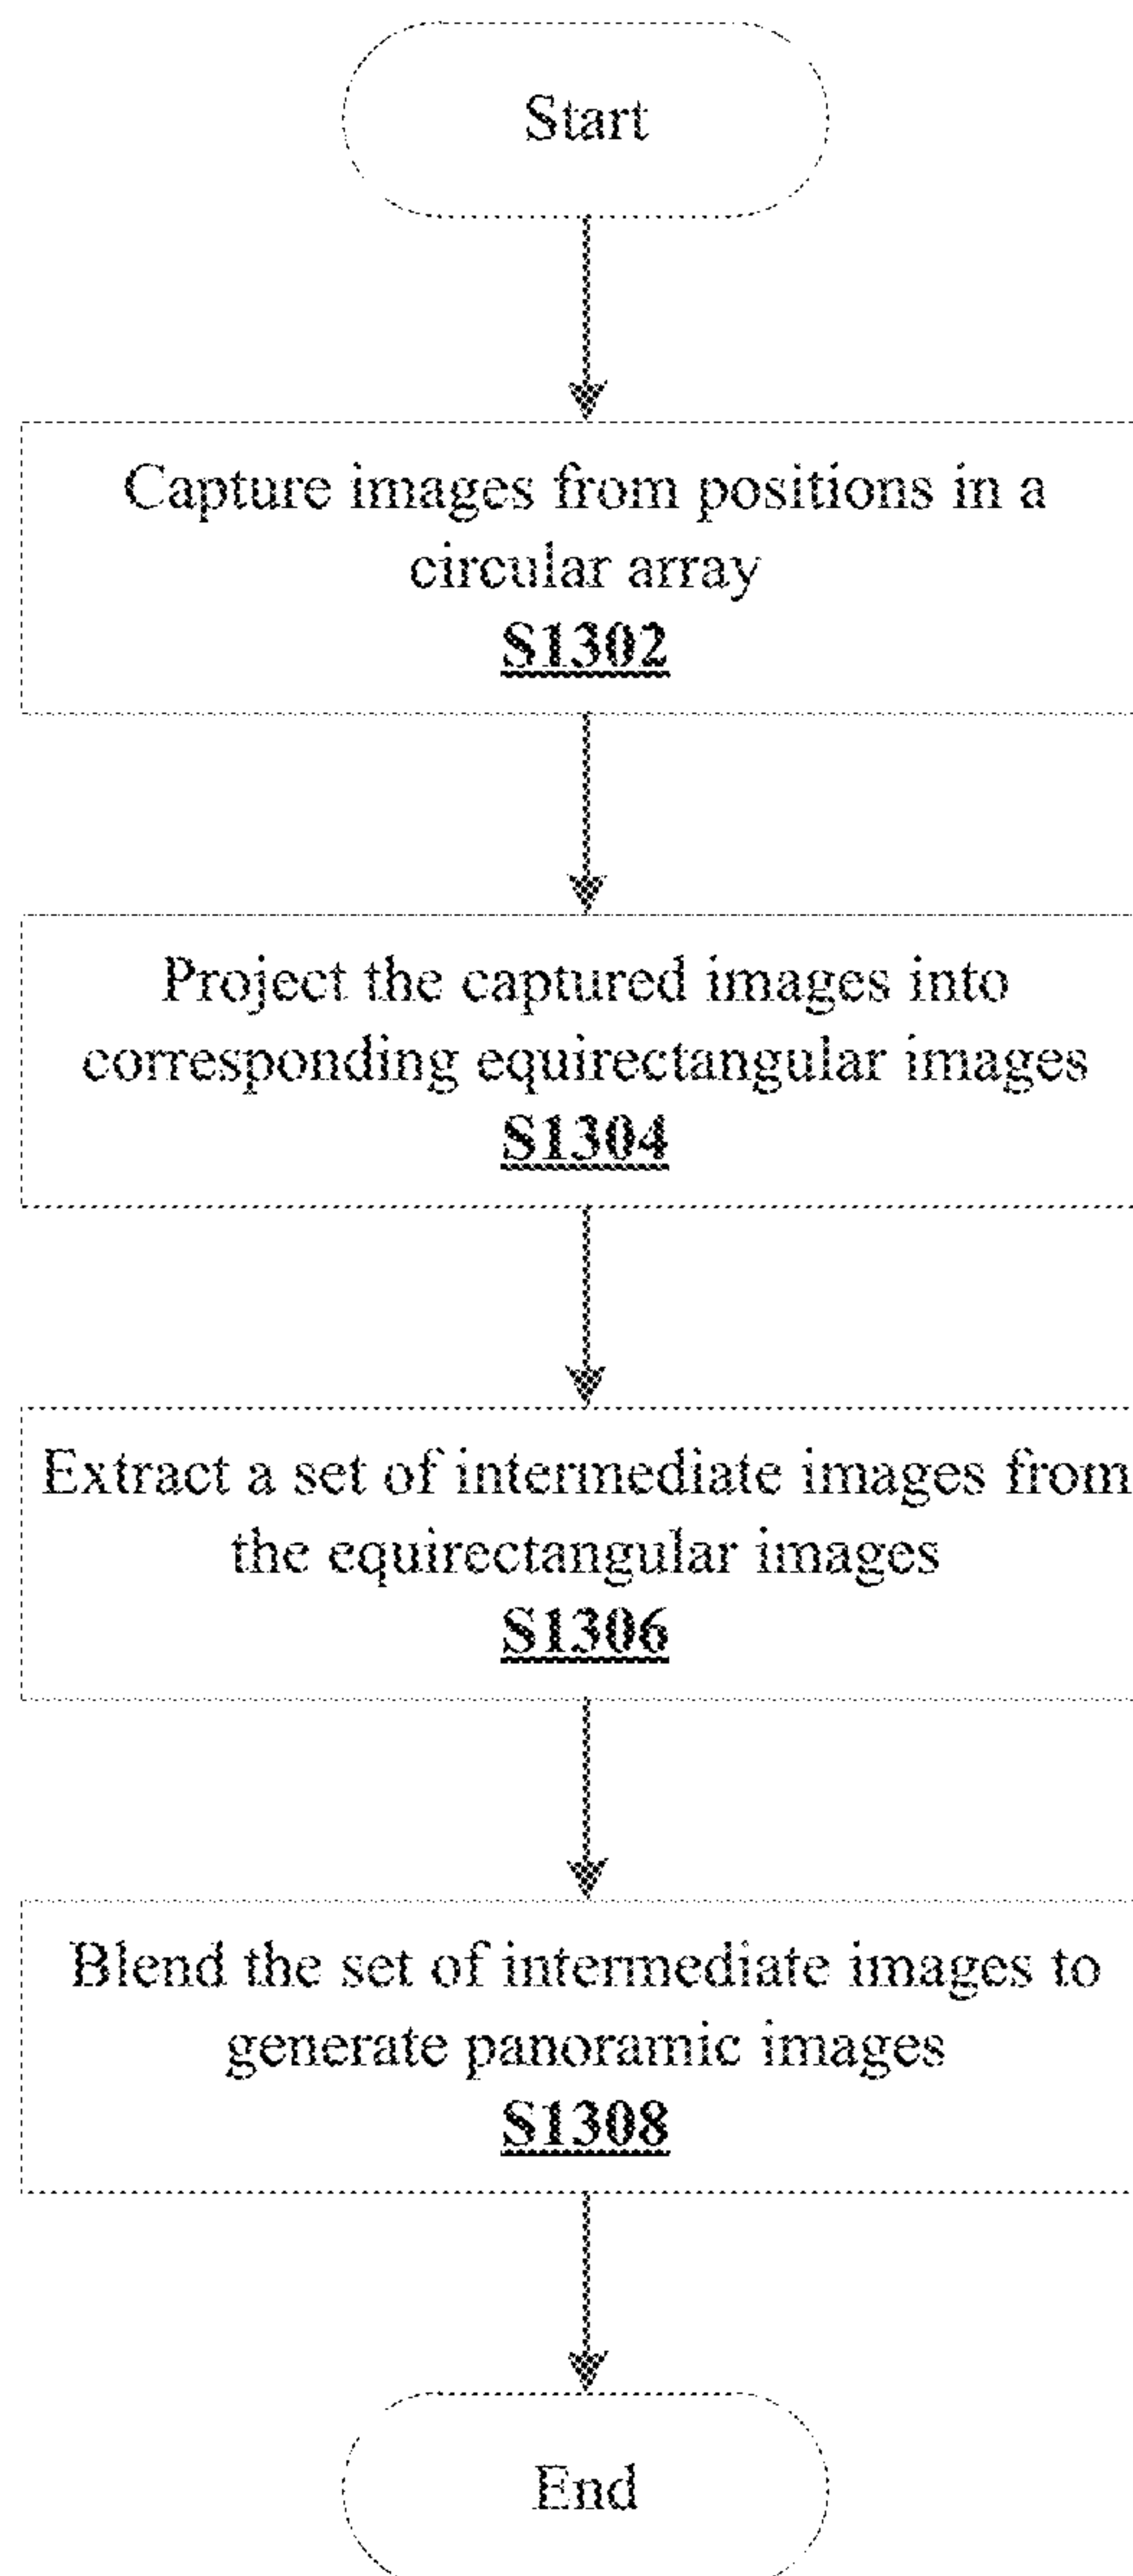 Start
Capture images from positions in a
circular array
S1302
Project the captured images into
corresponding equirectangular images
S1304
Extract a set of intermediate images from
the equirectangular images
S1306
Blend the set of intermediate images to
generate panoramic images
S1308
End